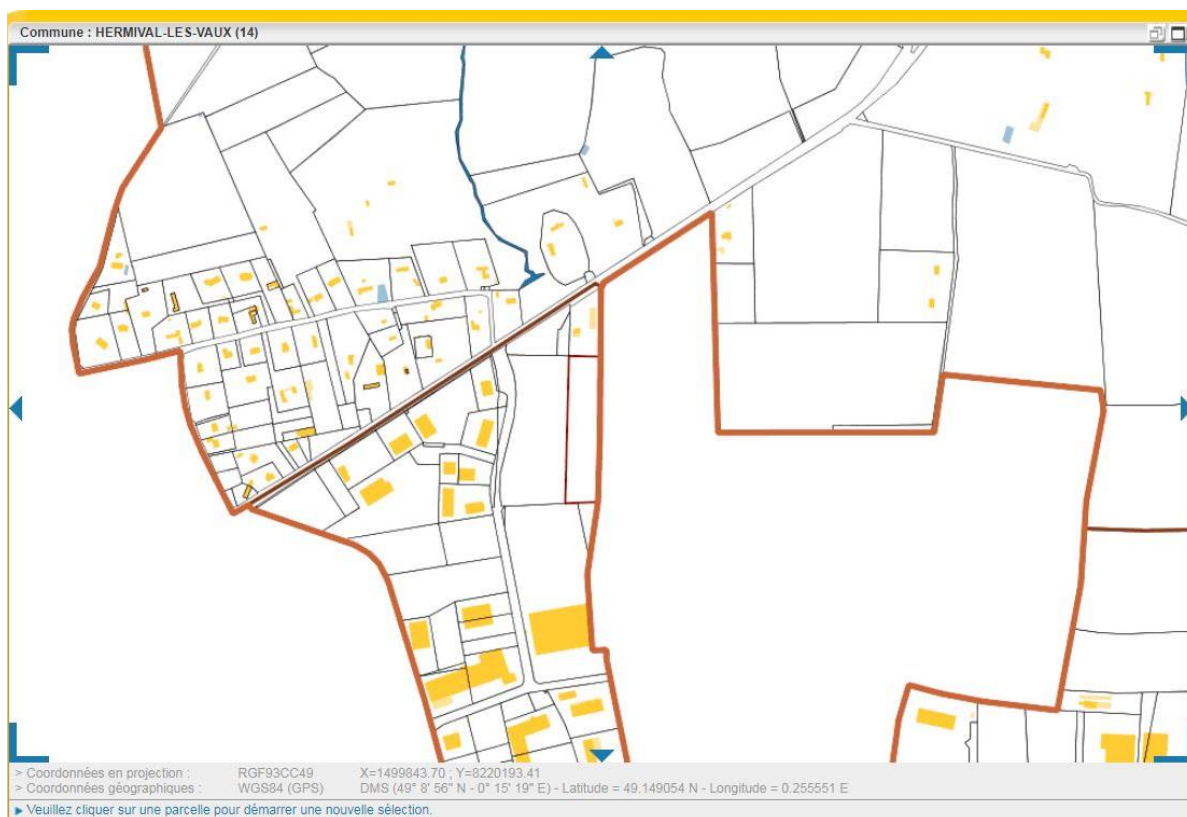 Commune : HERMIVAL-LES-VAUX (14)
> Coordonnées en projection : RGF93CC49 X=1499843.70 ; Y=8220193.41
> Coordonnées géographiques : WGS84 (GPS) DMS (49° 8' 56" N - 0° 15' 19" E) - Latitude = 49.149054 N - Longitude = 0.255551 E
Veuillez cliquer sur une parcelle pour démarrer une nouvelle sélection.